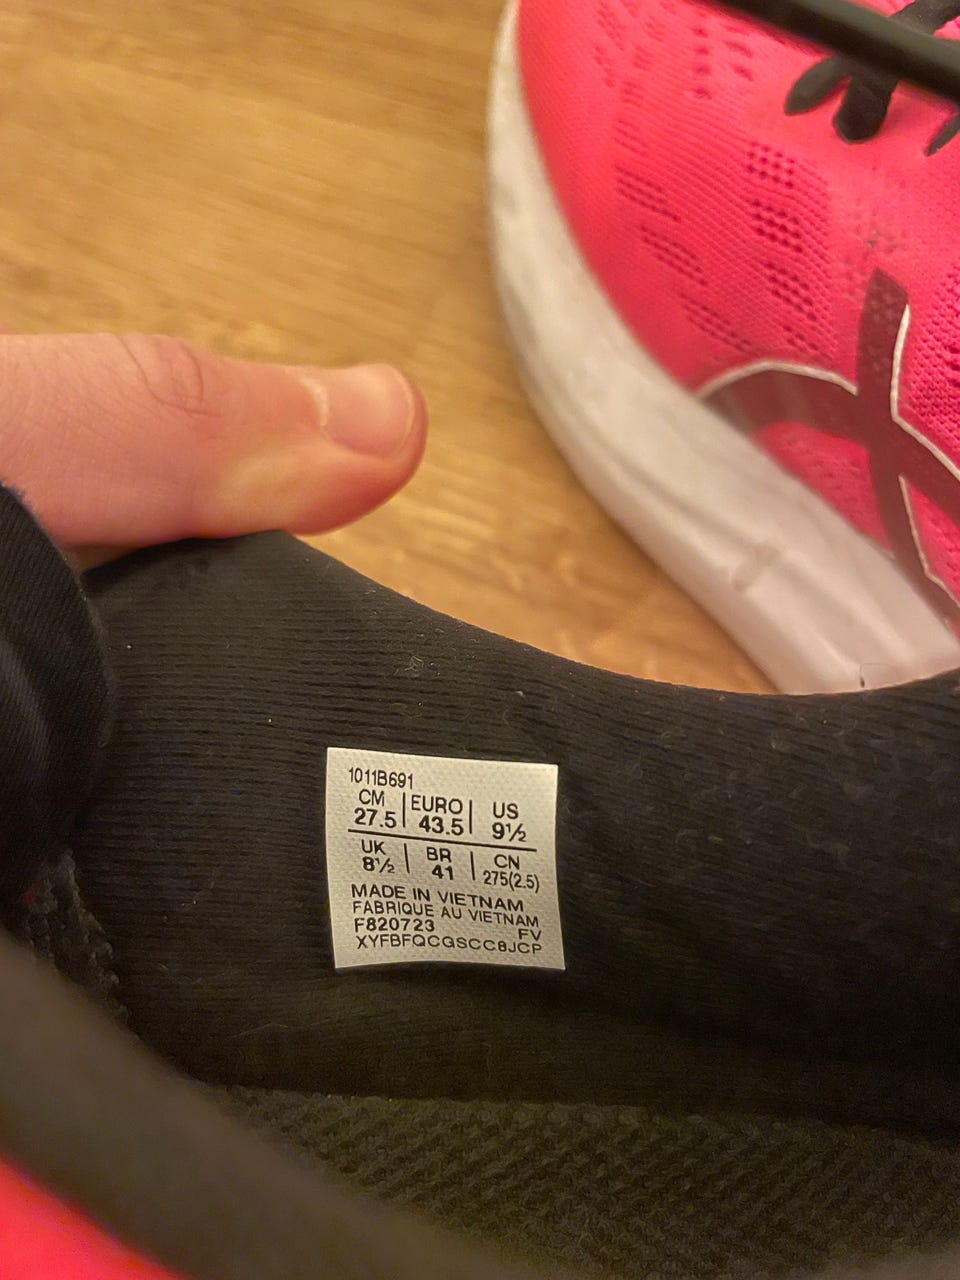 1011B691
CM | EURO | US
27.5 | 43.5 | 9½
UK | BR | CN
8½ | 41 | 275(2.5)
MADE IN VIETNAM
FABRIQUE AU VIETNAM
F820723 FV
XYFBFQCGSCC8JCP